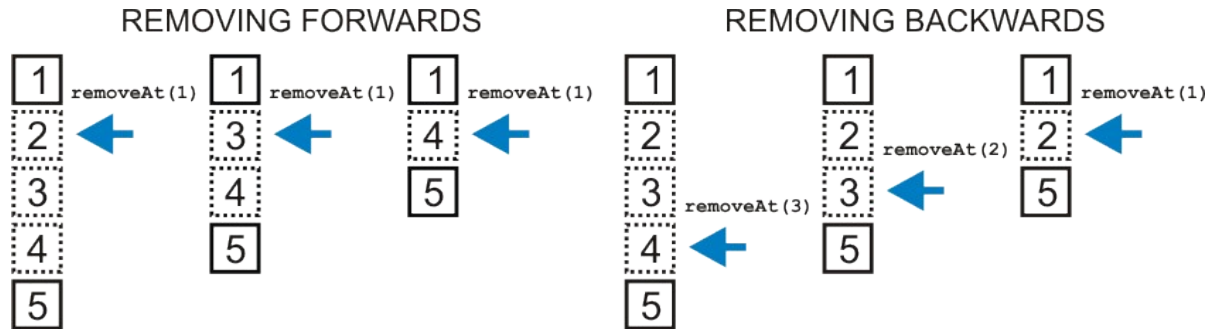 REMOVING FORWARDS
1 removeAt(1) 1 removeAt(1) 1 removeAt(1)
2 3 4
3 4 5
4 5
5
REMOVING BACKWARDS
1 1 1 removeAt(1)
2 2 2
removeAt(2)
3 3 5
removeAt(3)
4 5
5